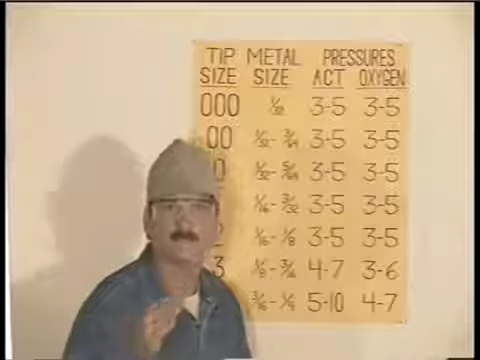 TIP METAL PRESSURES
SIZE SIZE ACT OXYGEN
000 1/32 3-5 3-5
00 1/32-3/64 3-5 3-5
0 1/32-5/64 3-5 3-5
1/16-3/32 3-5 3-5
1/16-1/8 3-5 3-5
3 1/8-3/16 4-7 3-6
3/16-1/4 5-10 4-7